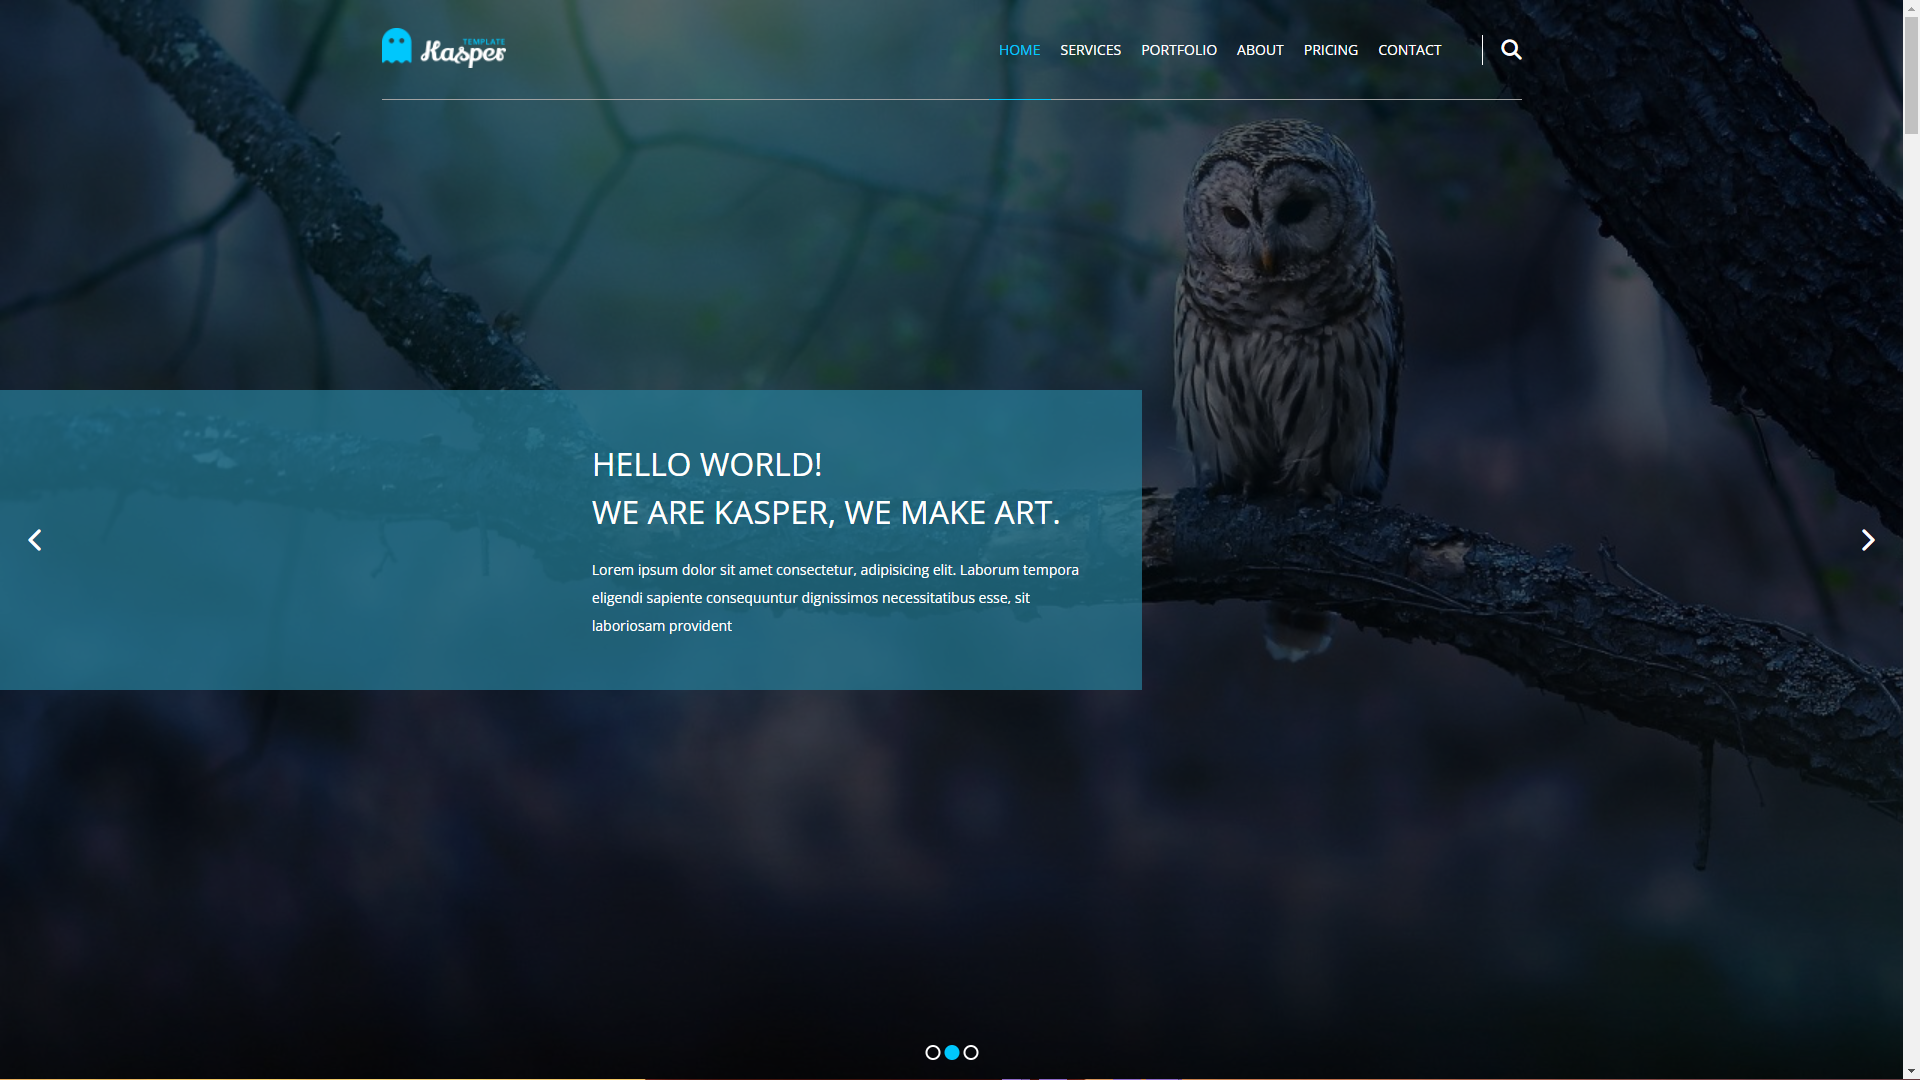 TEMPLATE
Kasper
HOME SERVICES PORTFOLIO ABOUT PRICING CONTACT
HELLO WORLD!
WE ARE KASPER, WE MAKE ART.
Lorem ipsum dolor sit amet consectetur, adipisicing elit. Laborum tempora
eligendi sapiente consequuntur dignissimos necessitatibus esse, sit
laboriosam provident